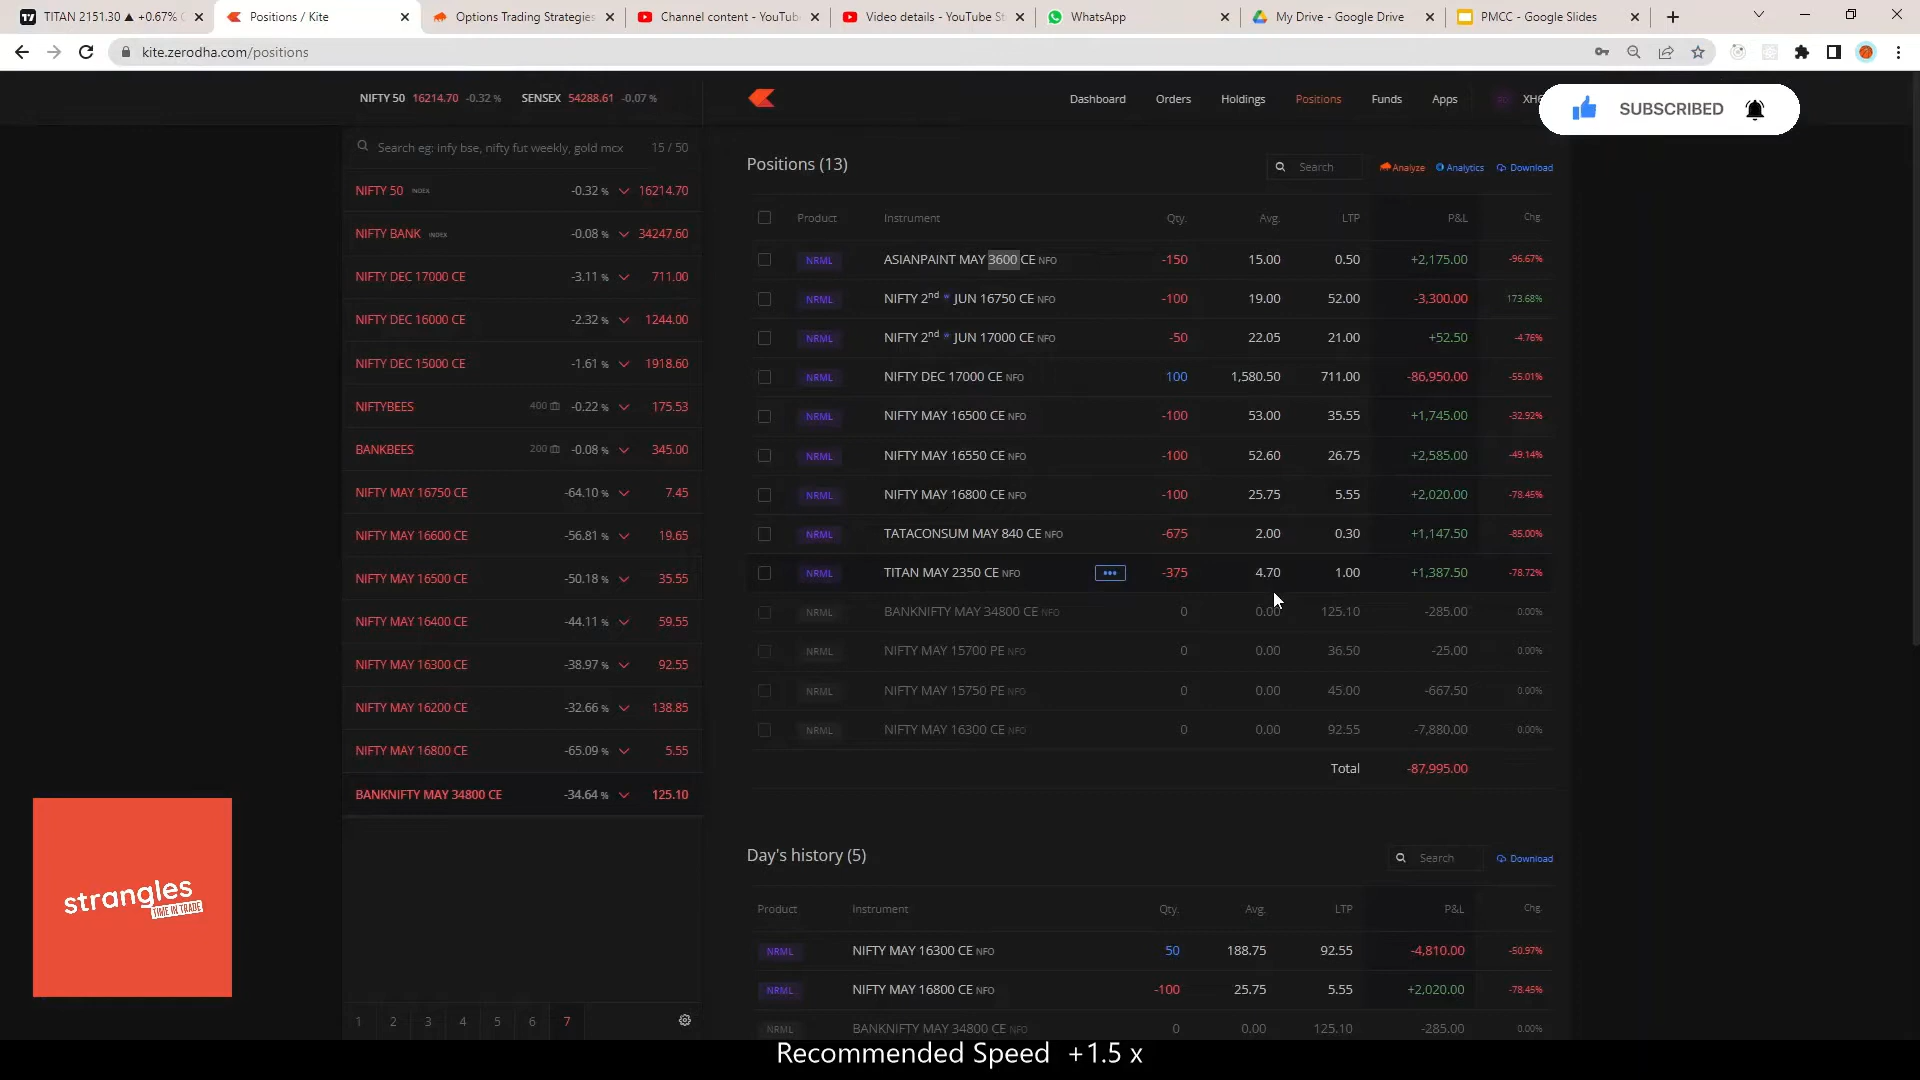 TITAN 2151.30 ▲ +0.67%
Positions / Kite
Options Trading Strategies
Channel content - YouTube
Video details - YouTube St
WhatsApp
My Drive - Google Drive
PMCC - Google Slides
kite.zerodha.com/positions
NIFTY 50 16214.70 -0.32 % SENSEX 54288.61 -0.07 %
Dashboard Orders Holdings Positions Funds Apps
SUBSCRIBED
Search eg: infy bse, nifty fut weekly, gold mcx 15 / 50
NIFTY 50 INDEX -0.32 % 16214.70
NIFTY BANK INDEX -0.08 % 34247.60
NIFTY DEC 17000 CE -3.11 % 711.00
NIFTY DEC 16000 CE -2.32 % 1244.00
NIFTY DEC 15000 CE -1.61 % 1918.60
NIFTYBEES 400 -0.22 % 175.53
BANKBEES 200 -0.08 % 345.00
NIFTY MAY 16750 CE -64.10 % 7.45
NIFTY MAY 16600 CE -56.81 % 19.65
NIFTY MAY 16500 CE -50.18 % 35.55
NIFTY MAY 16400 CE -44.11 % 59.55
NIFTY MAY 16300 CE -38.97 % 92.55
NIFTY MAY 16200 CE -32.66 % 138.85
NIFTY MAY 16800 CE -65.09 % 5.55
BANKNIFTY MAY 34800 CE -34.64 % 125.10
1 2 3 4 5 6 7
Positions (13)
Search Analyze Analytics Download
Product Instrument Qty. Avg. LTP P&L Chg.
NRML ASIANPAINT MAY 3600 CE NFO -150 15.00 0.50 +2,175.00 -96.67%
NRML NIFTY 2nd w JUN 16750 CE NFO -100 19.00 52.00 -3,300.00 173.68%
NRML NIFTY 2nd w JUN 17000 CE NFO -50 22.05 21.00 +52.50 -4.76%
NRML NIFTY DEC 17000 CE NFO 100 1,580.50 711.00 -86,950.00 -55.01%
NRML NIFTY MAY 16500 CE NFO -100 53.00 35.55 +1,745.00 -32.92%
NRML NIFTY MAY 16550 CE NFO -100 52.60 26.75 +2,585.00 -49.14%
NRML NIFTY MAY 16800 CE NFO -100 25.75 5.55 +2,020.00 -78.45%
NRML TATACONSUM MAY 840 CE NFO -675 2.00 0.30 +1,147.50 -85.00%
NRML TITAN MAY 2350 CE NFO ••• -375 4.70 1.00 +1,387.50 -78.72%
NRML BANKNIFTY MAY 34800 CE NFO 0 0.00 125.10 -285.00 0.00%
NRML NIFTY MAY 15700 PE NFO 0 0.00 36.50 -25.00 0.00%
NRML NIFTY MAY 15750 PE NFO 0 0.00 45.00 -667.50 0.00%
NRML NIFTY MAY 16300 CE NFO 0 0.00 92.55 -7,880.00 0.00%
Total -87,995.00
Day's history (5)
Search Download
Product Instrument Qty. Avg. LTP P&L Chg.
NRML NIFTY MAY 16300 CE NFO 50 188.75 92.55 -4,810.00 -50.97%
NRML NIFTY MAY 16800 CE NFO -100 25.75 5.55 +2,020.00 -78.45%
NRML BANKNIFTY MAY 34800 CE NFO 0 0.00 125.10 -285.00 0.00%
strangles
TIME IN TRADE
Recommended Speed +1.5 x